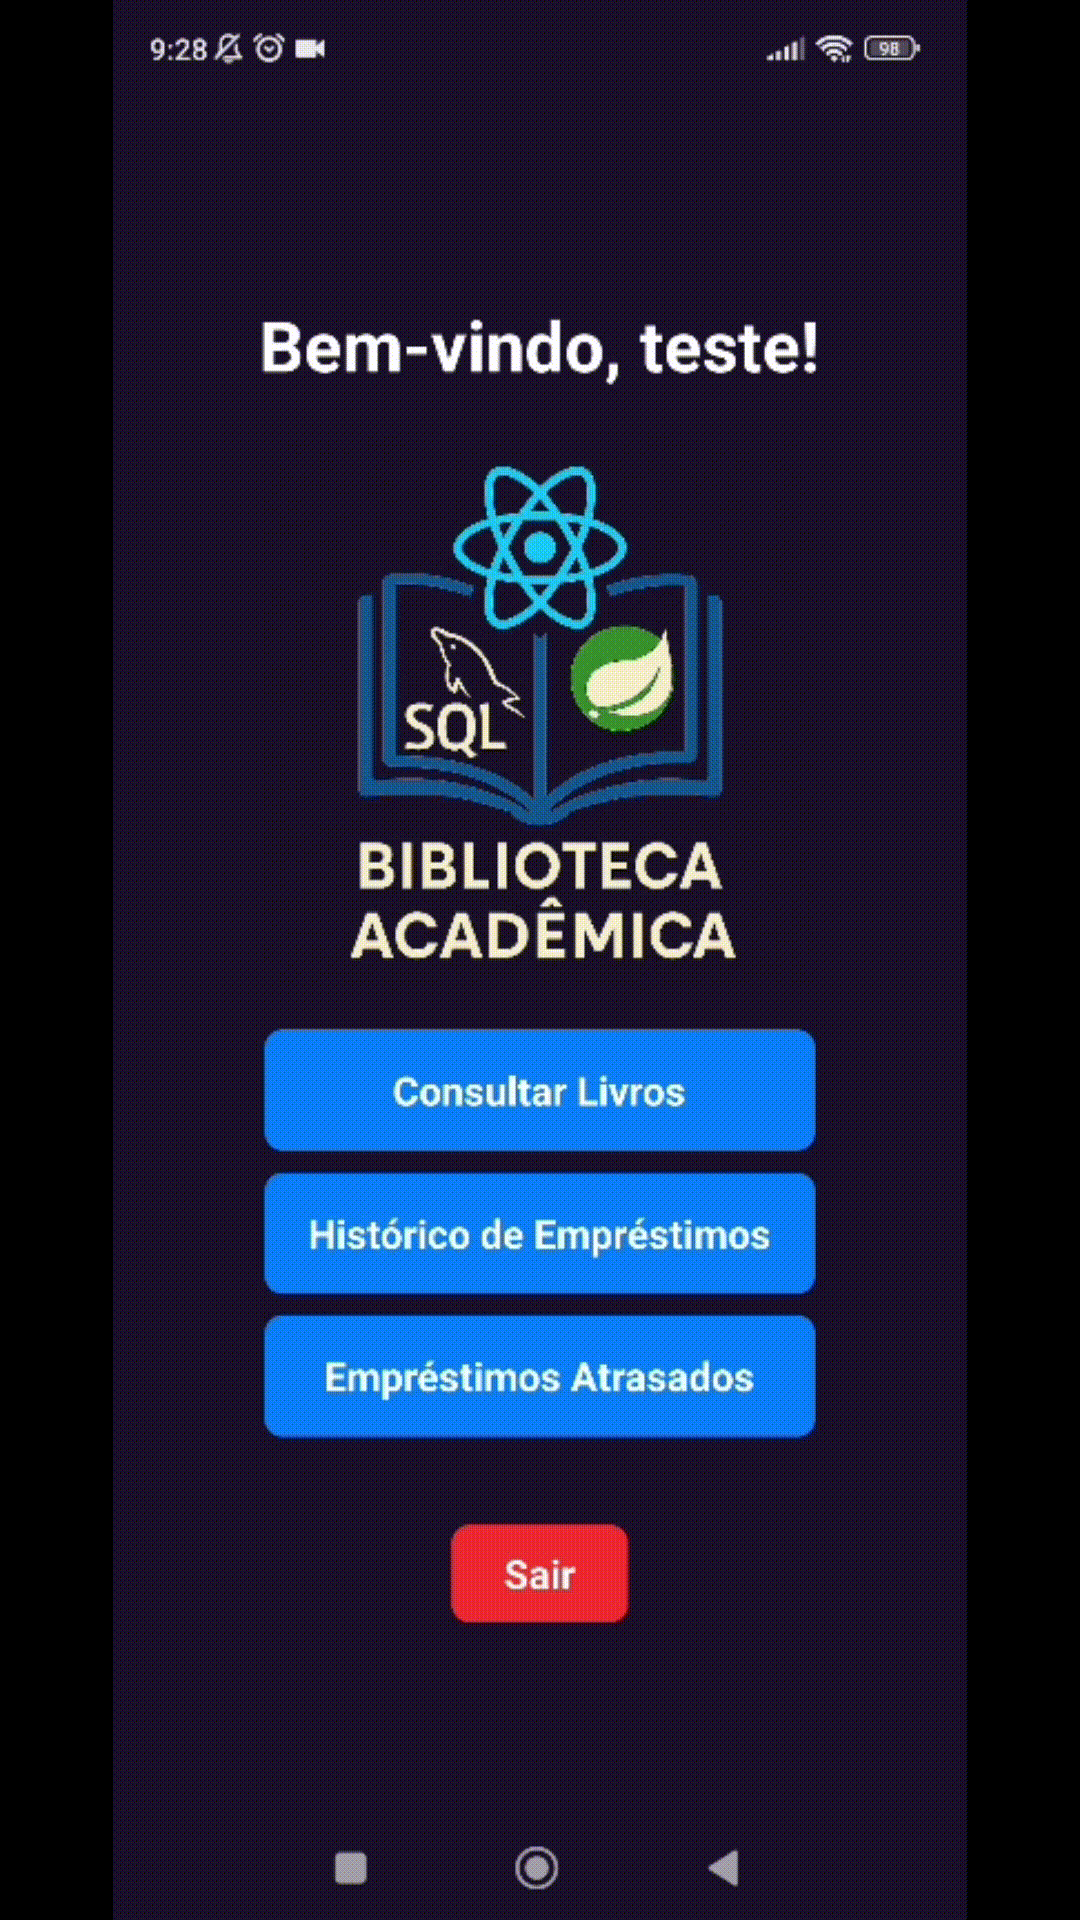 9:28
98
Bem-vindo, teste!
SQL
BIBLIOTECA
ACADÊMICA
Consultar Livros
Histórico de Empréstimos
Empréstimos Atrasados
Sair